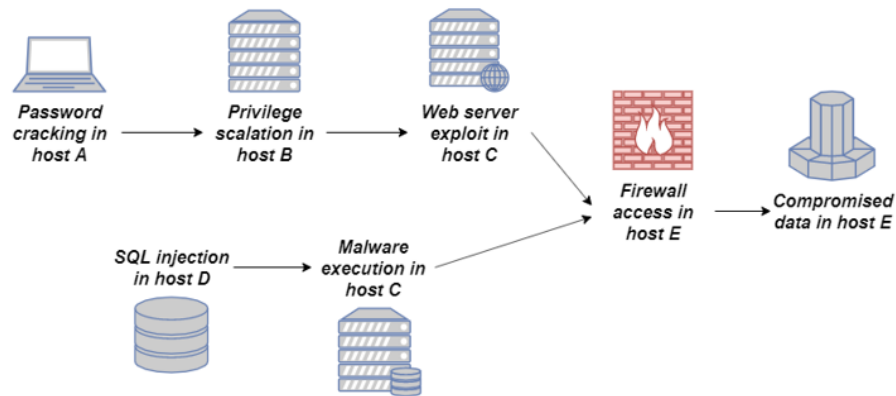 Password
cracking in
host A
Privilege
scalation in
host B
Web server
exploit in
host C
Firewall
access in
host E
Compromised
data in host E
SQL injection
in host D
Malware
execution in
host C